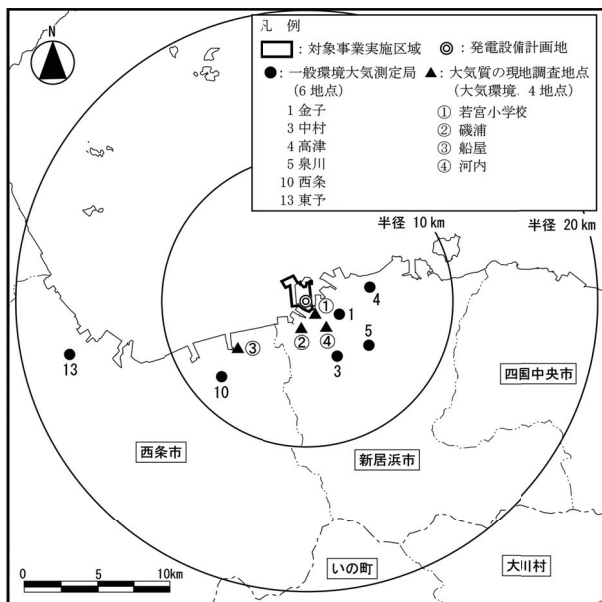 N
凡 例
：対象事業実施区域 ：発電設備計画地
：一般環境大気測定局 ：大気質の現地調査地点
(6地点) (大気環境、4地点)
1 金子 ① 若宮小学校
3 中村 ② 磯浦
4 高津 ③ 船屋
5 泉川 ④ 河内
10 西条
13 東予
半径 10km 半径 20km
4
①
1
② ④
5
③
3
13
10
四国中央市
西条市
新居浜市
いの町
大川村
0 5 10km